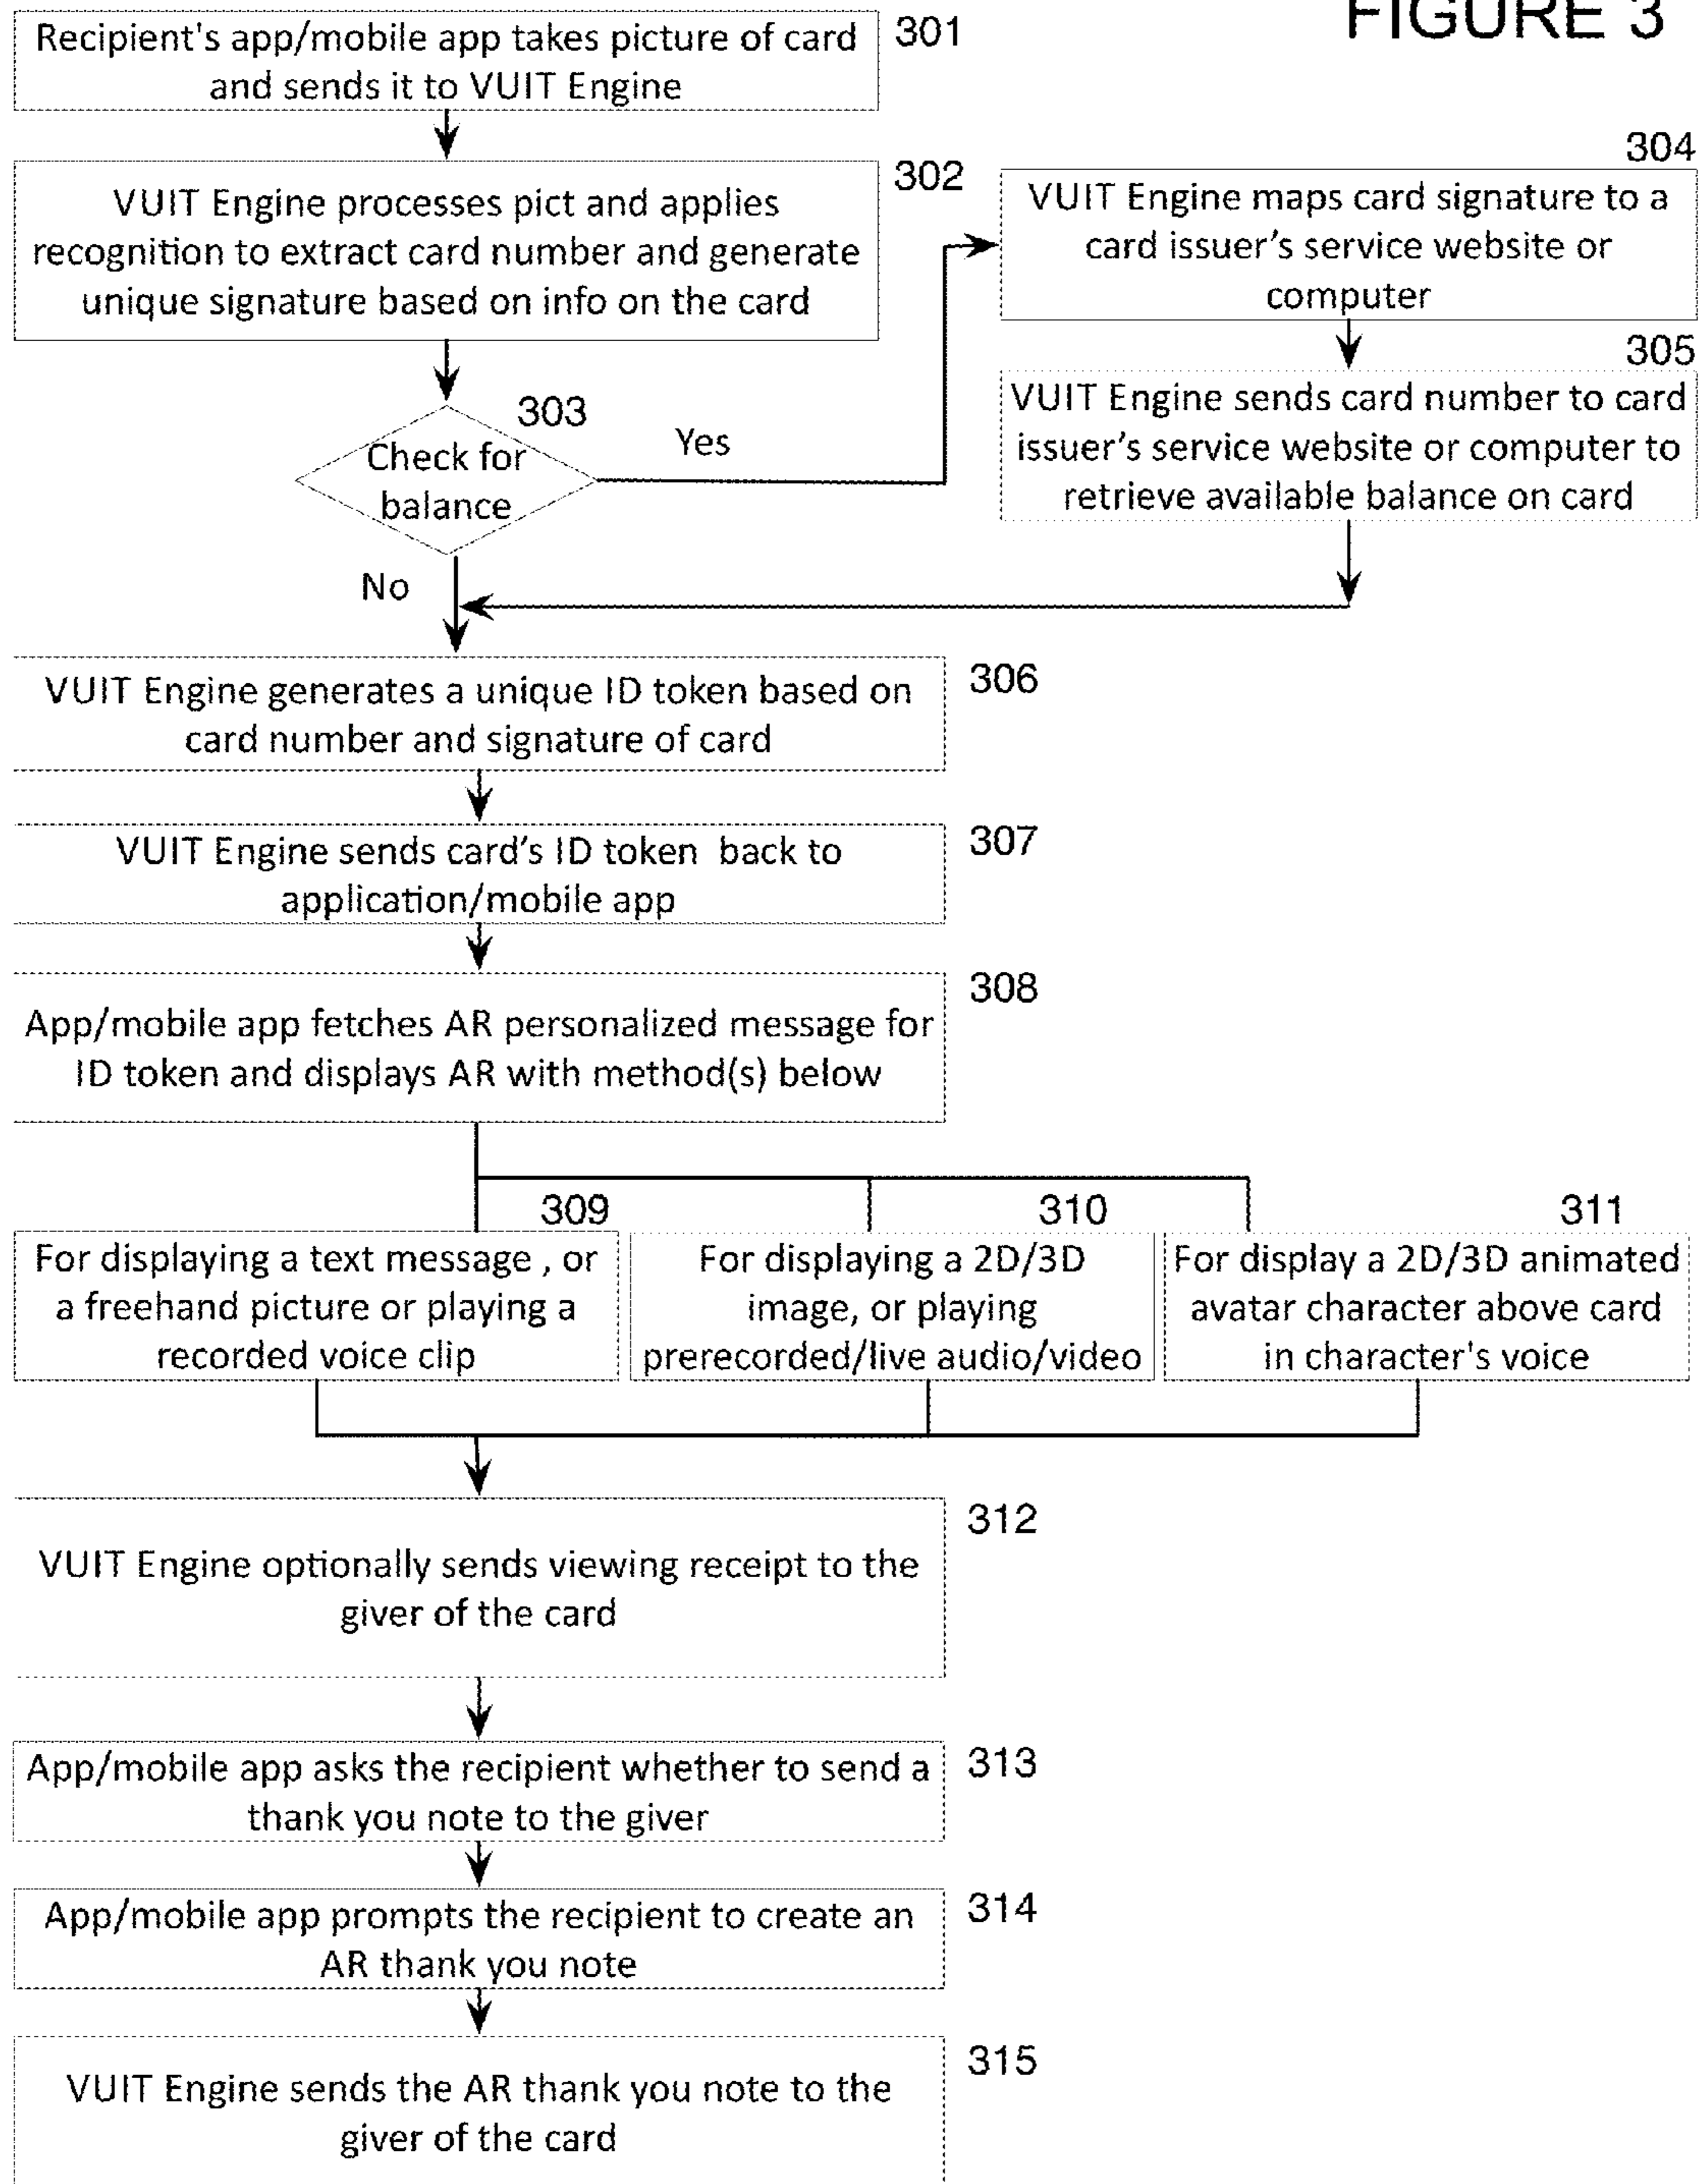 FIGURE 3
Recipient's app/mobile app takes picture of card
and sends it to VUIT Engine
301
VUIT Engine processes pict and applies
recognition to extract card number and generate
unique signature based on info on the card
302
303
Check for
balance
Yes
No
304
VUIT Engine maps card signature to a
card issuer’s service website or
computer
305
VUIT Engine sends card number to card
issuer’s service website or computer to
retrieve available balance on card
VUIT Engine generates a unique ID token based on
card number and signature of card
306
VUIT Engine sends card’s ID token back to
application/mobile app
307
App/mobile app fetches AR personalized message for
ID token and displays AR with method(s) below
308
309
For displaying a text message , or
a freehand picture or playing a
recorded voice clip
310
For displaying a 2D/3D
image, or playing
prerecorded/live audio/video
311
For display a 2D/3D animated
avatar character above card
in character's voice
VUIT Engine optionally sends viewing receipt to the
giver of the card
312
App/mobile app asks the recipient whether to send a
thank you note to the giver
313
App/mobile app prompts the recipient to create an
AR thank you note
314
VUIT Engine sends the AR thank you note to the
giver of the card
315